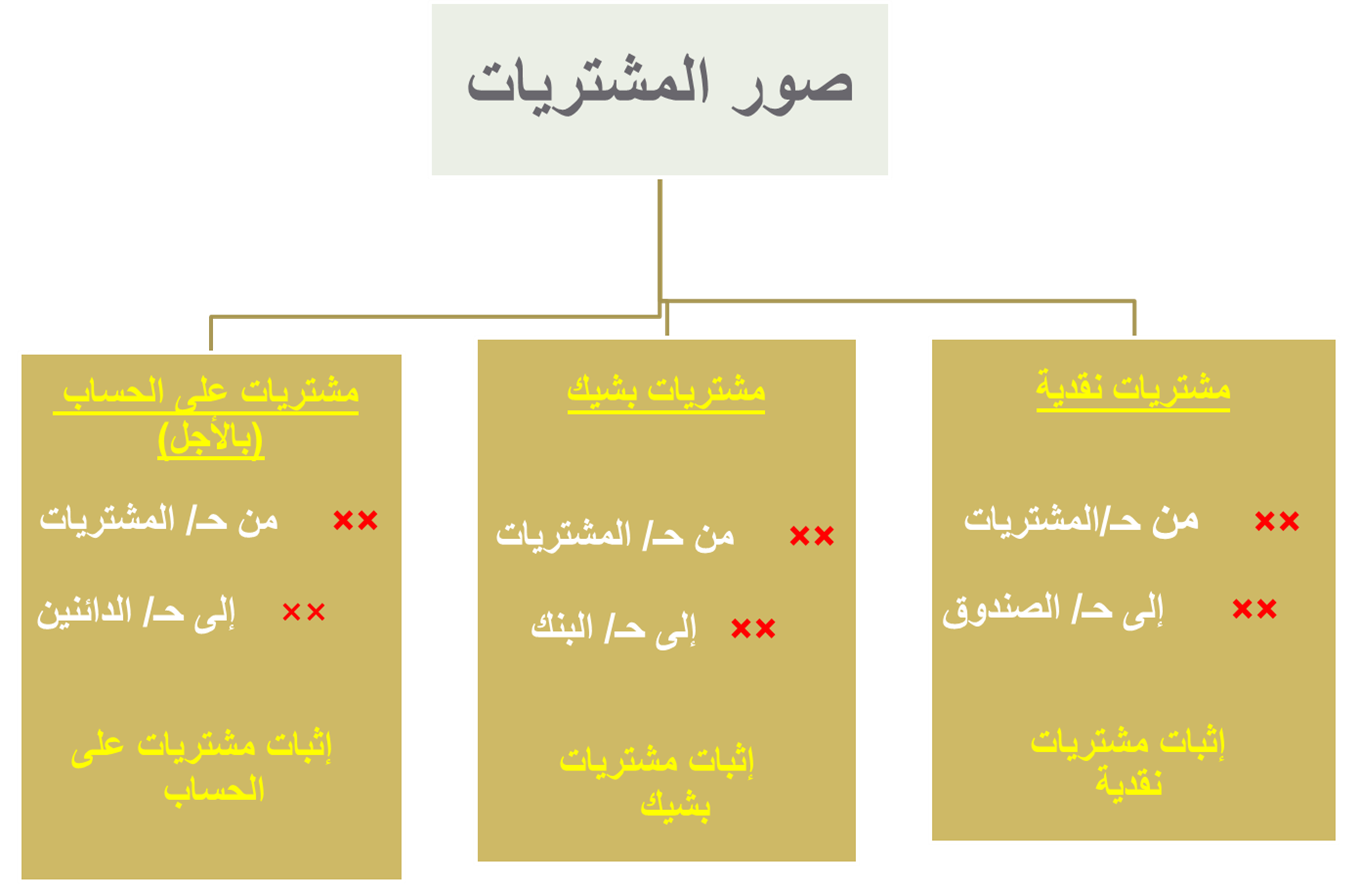 صور المشتريات
مشتريات نقدية
×× من حـ/المشتريات
×× إلى حـ/ الصندوق
إثبات مشتريات
نقدية
مشتريات بشيك
×× من حـ/ المشتريات
×× إلى حـ/ البنك
إثبات مشتريات
بشيك
مشتريات على الحساب
(بالأجل)
×× من حـ/ المشتريات
×× إلى حـ/ الدائنين
إثبات مشتريات على
الحساب